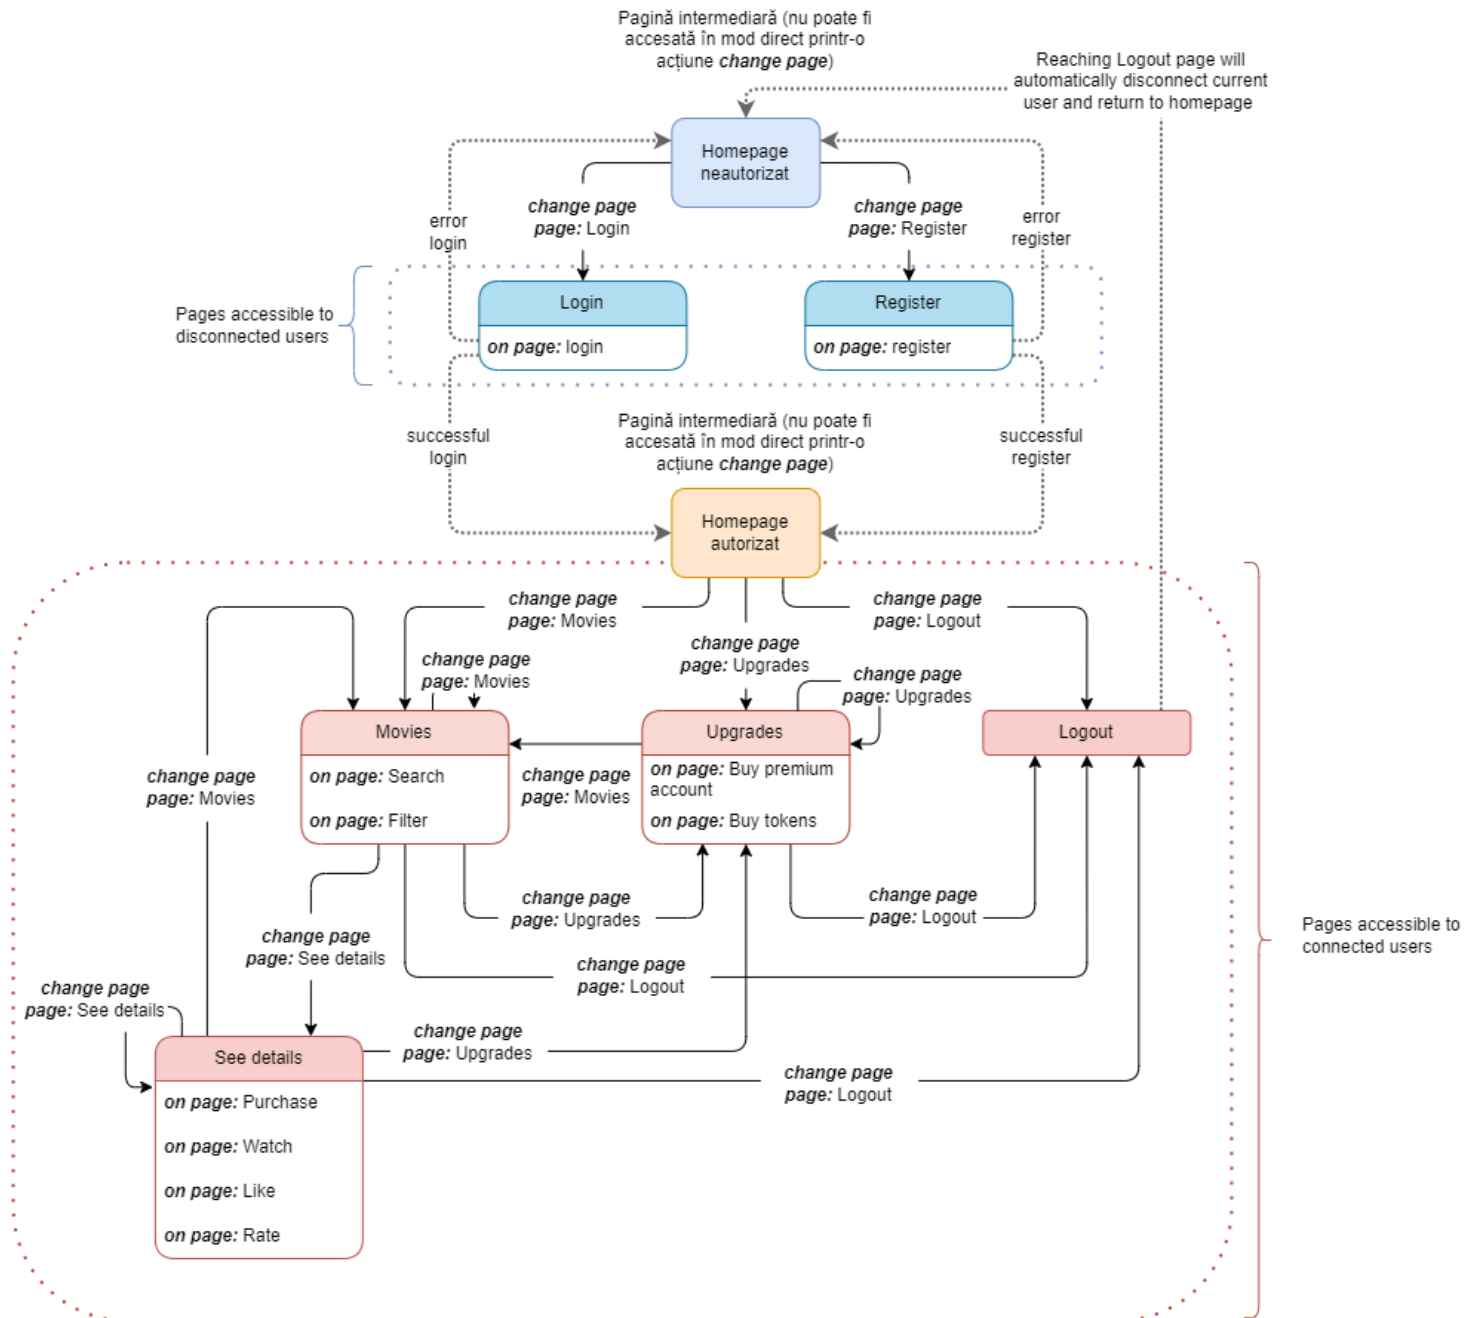 Pagină intermediară (nu poate fi
accesată în mod direct printr-o
acțiune change page)
Reaching Logout page will
automatically disconnect current
user and return to homepage
Homepage
neautorizat
change page
page: Login
change page
page: Register
error
login
error
register
Pages accessible to
disconnected users
Login
on page: login
Register
on page: register
Pagină intermediară (nu poate fi
accesată în mod direct printr-o
acțiune change page)
successful
login
successful
register
Homepage
autorizat
change page
page: Movies
change page
page: Logout
change page
page: Upgrades
change page
page: Movies
change page
page: Upgrades
Movies
on page: Search
on page: Filter
Upgrades
on page: Buy premium
account
on page: Buy tokens
Logout
change page
page: Movies
change page
page: Movies
change page
page: Upgrades
change page
page: Logout
Pages accessible to
connected users
change page
page: See details
change page
page: Logout
change page
page: See details
change page
page: Upgrades
change page
page: Logout
See details
on page: Purchase
on page: Watch
on page: Like
on page: Rate